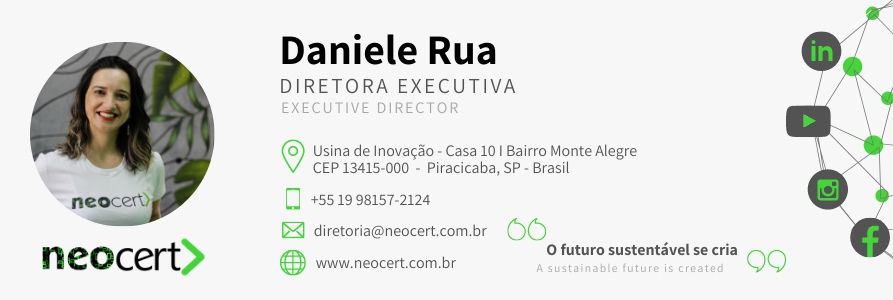 Daniele Rua
DIRETORA EXECUTIVA
EXECUTIVE DIRECTOR
Usina de Inovação - Casa 10 I Bairro Monte Alegre
CEP 13415-000 - Piracicaba, SP - Brasil
+55 19 98157-2124
diretoria@neocert.com.br
www.neocert.com.br
O futuro sustentável se cria
A sustainable future is created
neocert
neocert
in